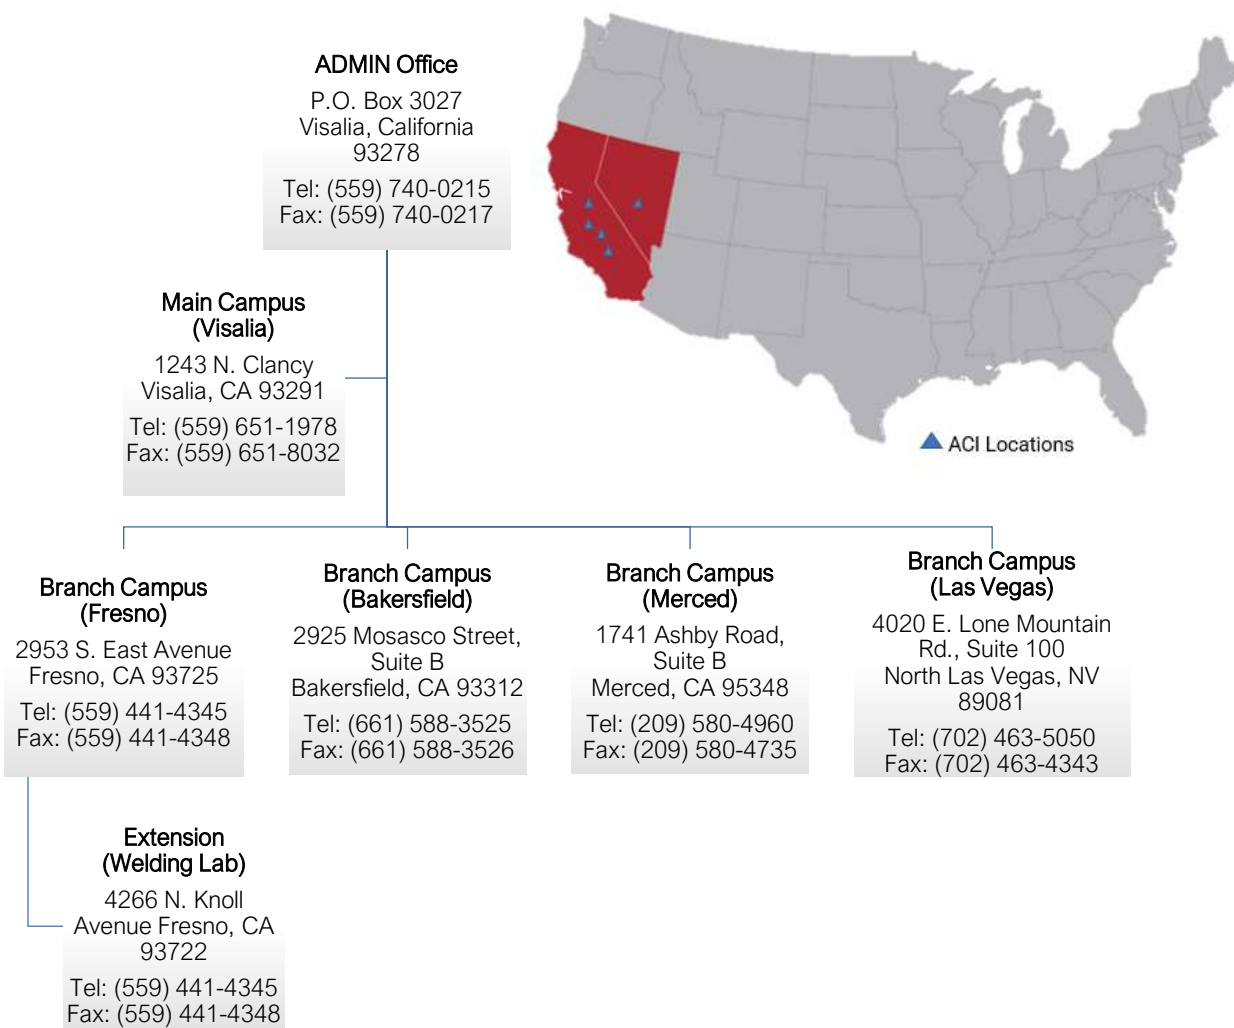 ADMIN Office
P.O. Box 3027
Visalia, California
93278
Tel: (559) 740-0215
Fax: (559) 740-0217
ACI Locations
Main Campus
(Visalia)
1243 N. Clancy
Visalia, CA 93291
Tel: (559) 651-1978
Fax: (559) 651-8032
Branch Campus
(Fresno)
2953 S. East Avenue
Fresno, CA 93725
Tel: (559) 441-4345
Fax: (559) 441-4348
Branch Campus
(Bakersfield)
2925 Mosasco Street,
Suite B
Bakersfield, CA 93312
Tel: (661) 588-3525
Fax: (661) 588-3526
Branch Campus
(Merced)
1741 Ashby Road,
Suite B
Merced, CA 95348
Tel: (209) 580-4960
Fax: (209) 580-4735
Branch Campus
(Las Vegas)
4020 E. Lone Mountain
Rd., Suite 100
North Las Vegas, NV
89081
Tel: (702) 463-5050
Fax: (702) 463-4343
Extension
(Welding Lab)
4266 N. Knoll
Avenue Fresno, CA
93722
Tel: (559) 441-4345
Fax: (559) 441-4348